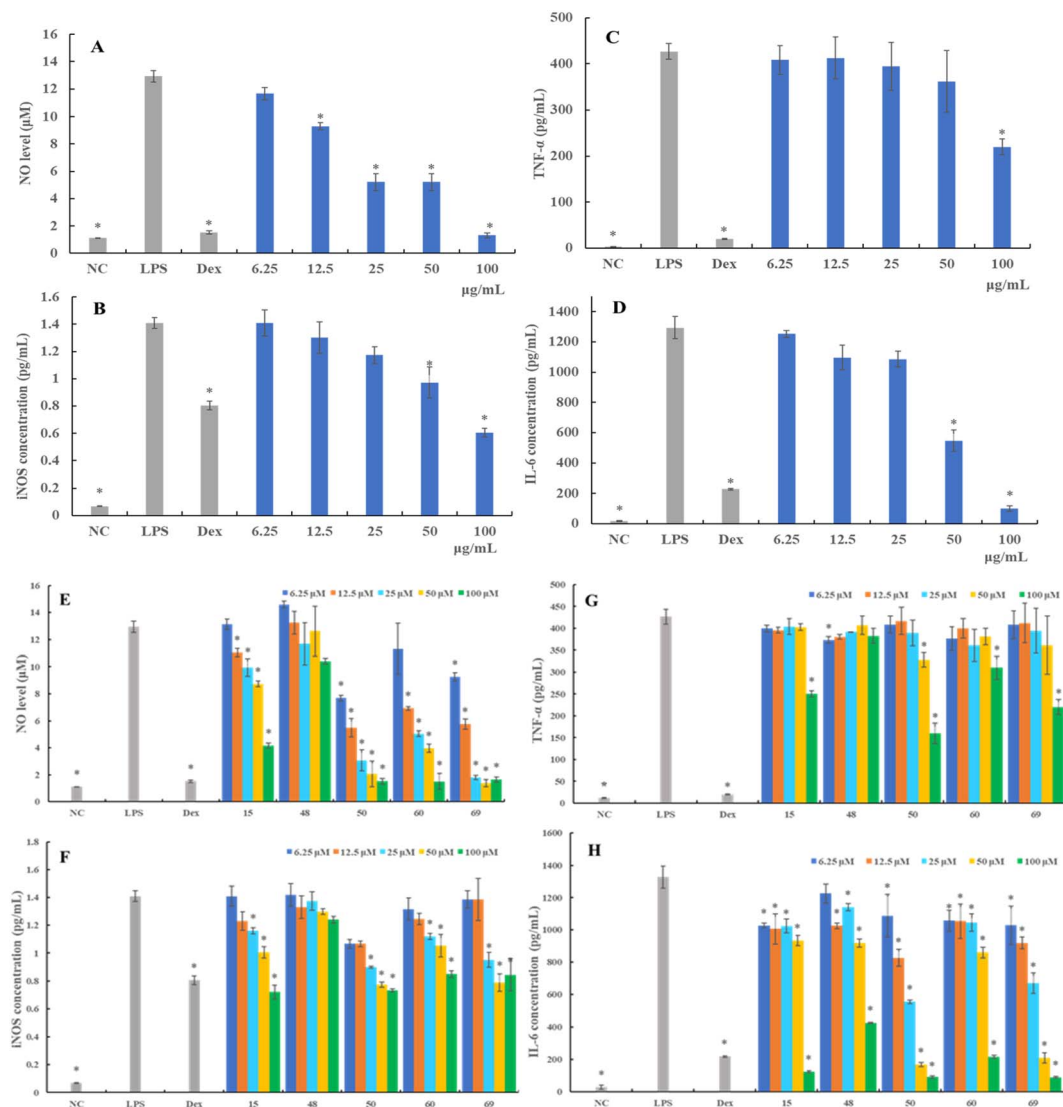 A
NO level (µM)
16
14
12
10
8
6
4
2
0
*
*
*
*
*
*
NC LPS Dex 6.25 12.5 25 50 100
µg/mL
C
TNF-α (pg/mL)
500
400
300
200
100
0
*
*
*
NC LPS Dex 6.25 12.5 25 50 100
µg/mL
B
iNOS concentration (pg/mL)
1.6
1.4
1.2
1
0.8
0.6
0.4
0.2
0
*
*
*
*
NC LPS Dex 6.25 12.5 25 50 100
µg/mL
D
IL-6 concentration (pg/mL)
1400
1200
1000
800
600
400
200
0
*
*
*
*
NC LPS Dex 6.25 12.5 25 50 100
µg/mL
E
6.25 µM 12.5 µM 25 µM 50 µM 100 µM
NO level (µM)
16
14
12
10
8
6
4
2
0
* * * * * * * * * * * * * * * * * * * *
NC LPS Dex 15 48 50 60 69
G
6.25 µM 12.5 µM 25 µM 50 µM 100 µM
TNF-α (pg/mL)
500
450
400
350
300
250
200
150
100
50
0
* * * * * * * *
NC LPS Dex 15 48 50 60 69
F
6.25 µM 12.5 µM 25 µM 50 µM 100 µM
iNOS concentration (pg/mL)
1.8
1.6
1.4
1.2
1
0.8
0.6
0.4
0.2
0
* * * * * * * * * * * * * *
NC LPS Dex 15 48 50 60 69
H
6.25 µM 12.5 µM 25 µM 50 µM 100 µM
IL-6 concentration (pg/mL)
1600
1400
1200
1000
800
600
400
200
0
* * * * * * * * * * * * * * * * * * * * * * * * * *
NC LPS Dex 15 48 50 60 69